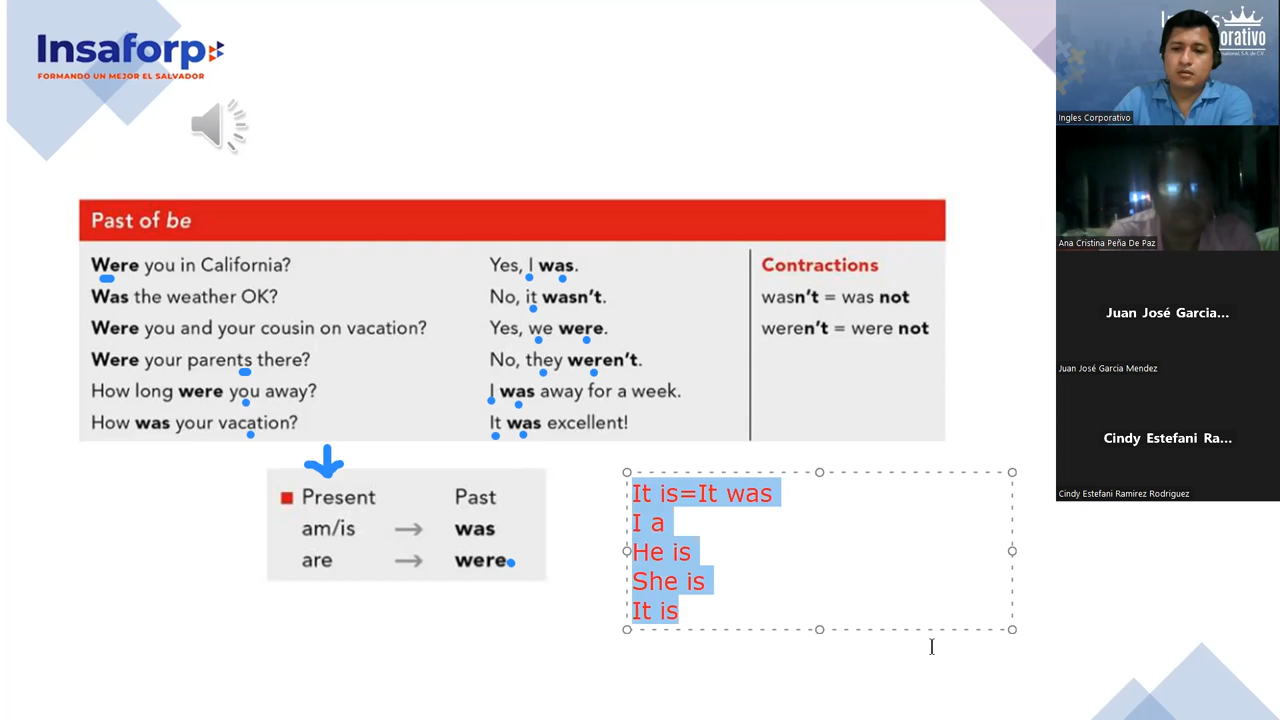 Insaforp
FORMANDO UN MEJOR EL SALVADOR
Past of be
Were you in California? Yes, I was.
Was the weather OK? No, it wasn't.
Were you and your cousin on vacation? Yes, we were.
Were your parents there? No, they weren't.
How long were you away? I was away for a week.
How was your vacation? It was excellent!
Contractions
wasn't = was not
weren't = were not
Present Past
am/is → was
are → were
It is=It was
I a
He is
She is
It is
Ingles Corporativo
Ana Cristina Peña De Paz
Juan José Garcia...
Juan José Garcia Mendez
Cindy Estefani Ra...
Cindy Estefani Ramirez Rodriguez